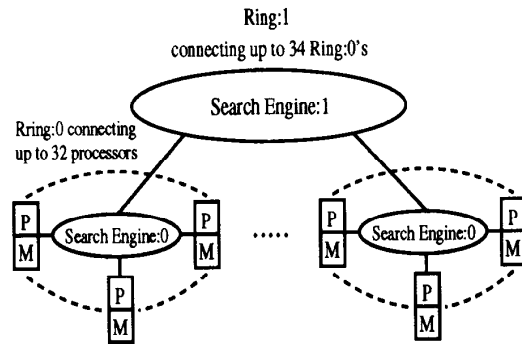 Ring:1
connecting up to 34 Ring:0's
Search Engine:1
Rring:0 connecting
up to 32 processors
P
M
Search Engine:0
P
M
P
M
.....
P
M
Search Engine:0
P
M
P
M